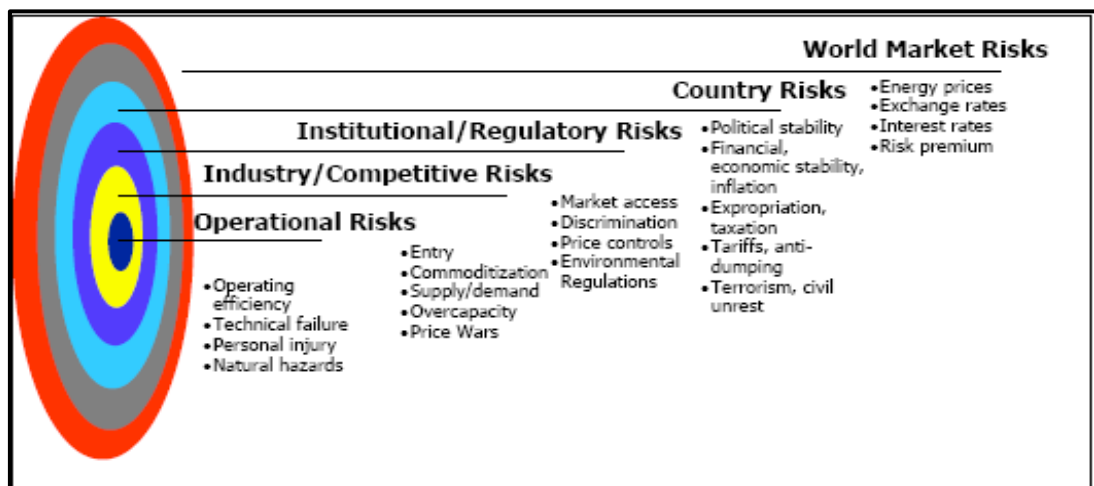 World Market Risks
Country Risks
Institutional/Regulatory Risks
Industry/Competitive Risks
Operational Risks
•Operating
efficiency
•Technical failure
•Personal injury
•Natural hazards
•Entry
•Commoditization
•Supply/demand
•Overcapacity
•Price Wars
•Market access
•Discrimination
•Price controls
•Environmental
Regulations
•Political stability
•Financial,
economic stability,
inflation
•Expropriation,
taxation
•Tariffs, anti-
dumping
•Terrorism, civil
unrest
•Energy prices
•Exchange rates
•Interest rates
•Risk premium